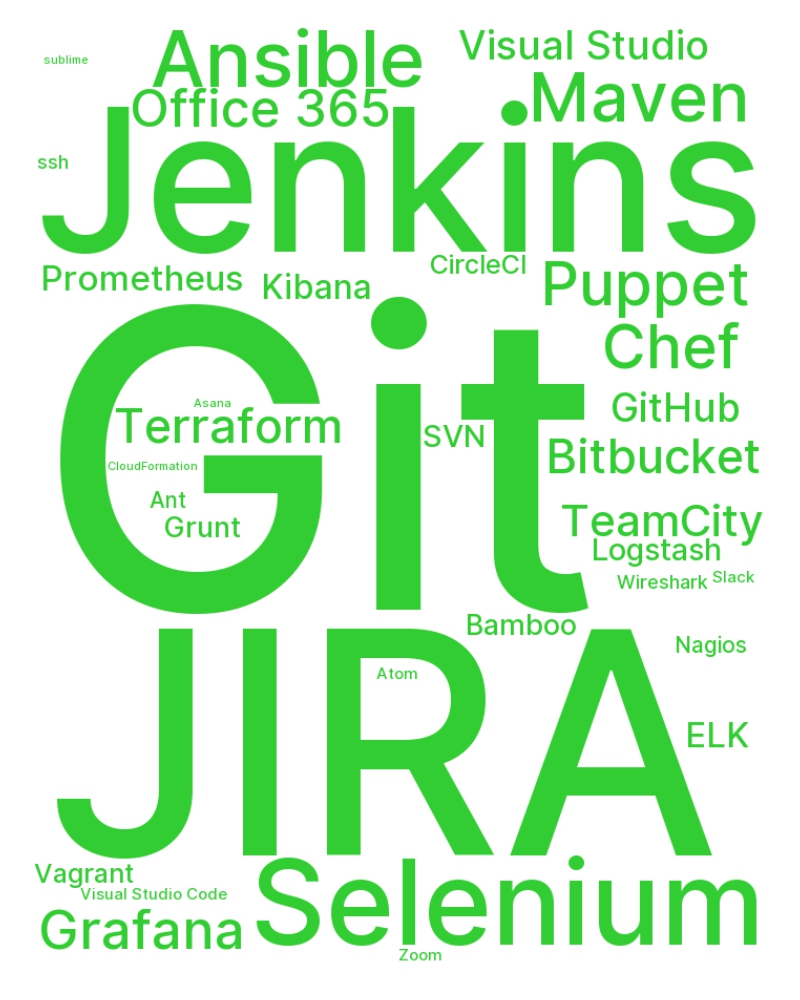 sublime
Ansible
Visual Studio
Office 365
Maven
Jenkins
ssh
Prometheus
Kibana
CircleCI
Puppet
Chef
Git
Asana
Terraform
GitHub
SVN
Bitbucket
CloudFormation
Ant
Grunt
TeamCity
Logstash
Wireshark
Slack
Bamboo
Nagios
JIRA
Atom
ELK
Vagrant
Visual Studio Code
Selenium
Grafana
Zoom